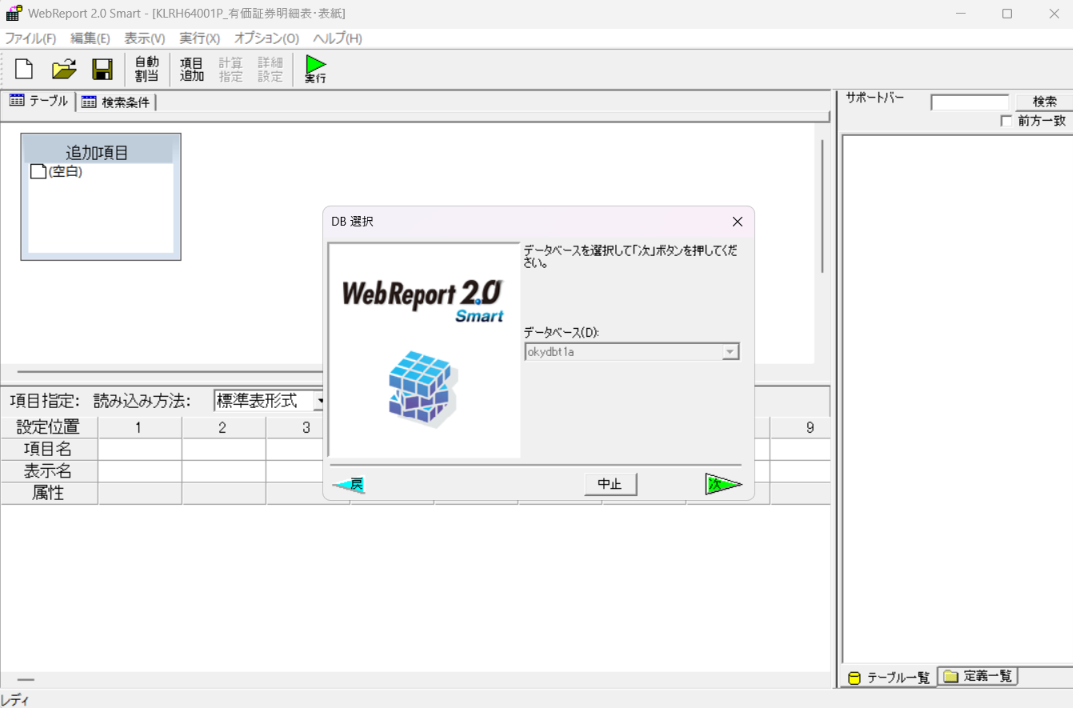 WebReport 2.0 Smart - [KLRH64001P_有価証券明細表･表紙]
ファイル(F) 編集(E) 表示(V) 実行(X) オプション(O) ヘルプ(H)
自動割当 項目追加 計算指定 詳細設定 実行
テーブル 検索条件
サポートバー 検索
前方一致
追加項目
(空白)
DB 選択
データベースを選択して「次」ボタンを押してくだ
さい。
WebReport 2.0
Smart
データベース(D):
okydbt1a
戻 中止 次
項目指定: 読み込み方法: 標準表形式
設定位置 1 2 3 9
項目名
表示名
属性
テーブル一覧 定義一覧
レディ